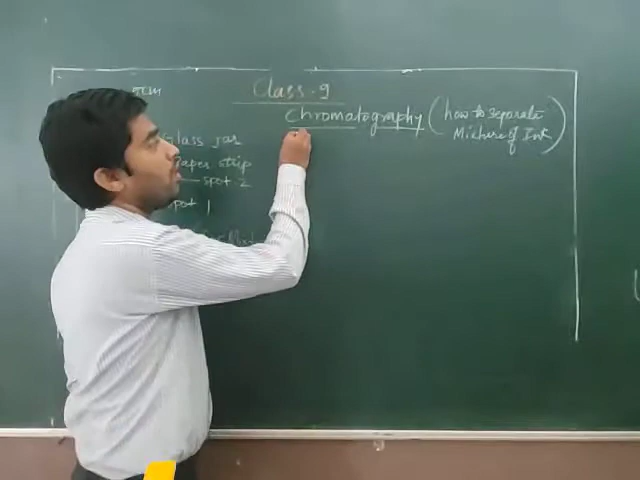 Class-9
Chromatography (how to separate
Mixture of Ink)
Glass jar
Paper strip
spot 2
spot 1